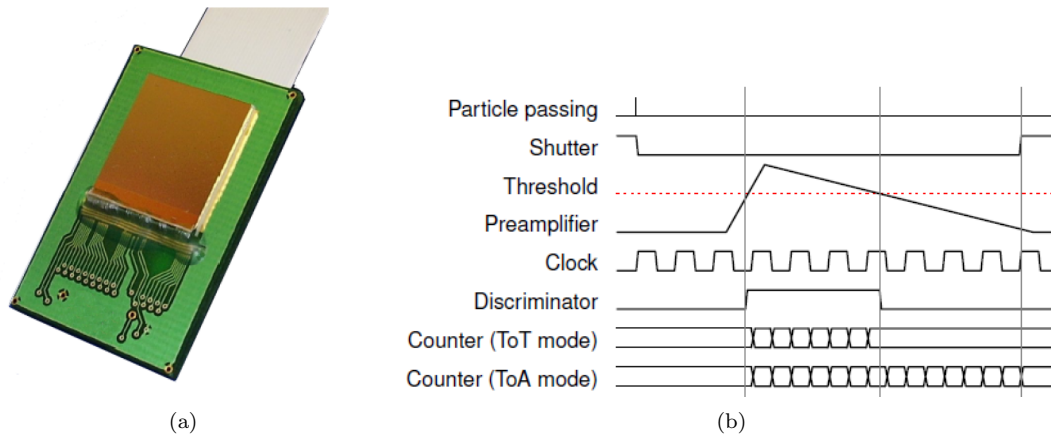 Particle passing
Shutter
Threshold
Preamplifier
Clock
Discriminator
Counter (ToT mode)
Counter (ToA mode)
(a)
(b)